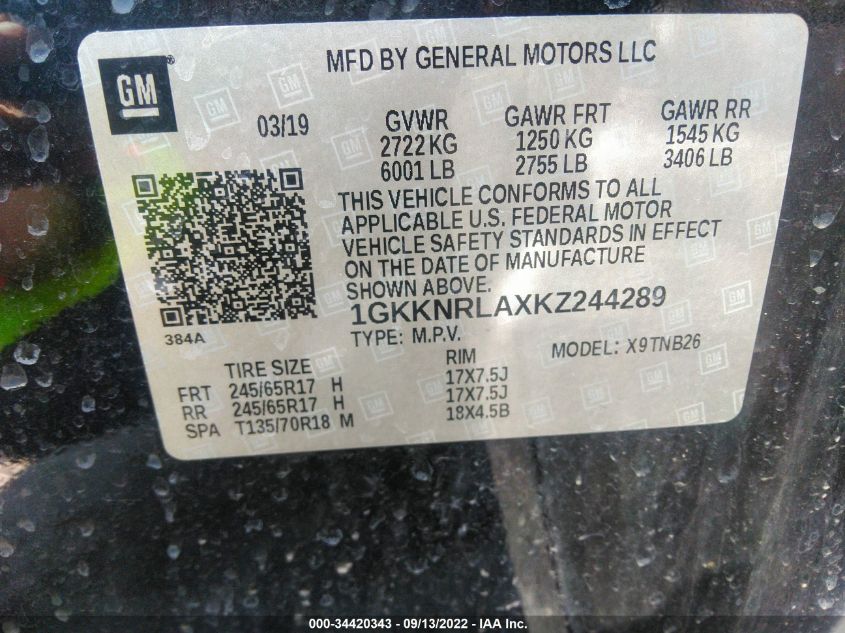 MFD BY GENERAL MOTORS LLC
GM
03/19
GVWR GAWR FRT GAWR RR
2722 KG 1250 KG 1545 KG
6001 LB 2755 LB 3406 LB
THIS VEHICLE CONFORMS TO ALL
APPLICABLE U.S. FEDERAL MOTOR
VEHICLE SAFETY STANDARDS IN EFFECT
ON THE DATE OF MANUFACTURE
SHOWN ABOVE.
1GKKNRLAXKZ244289
384A
TYPE: M.P.V.
MODEL: X9TNB26
TIRE SIZE RIM
FRT 245/65R17 H 17X7.5J
RR 245/65R17 H 17X7.5J
SPA T135/70R18 M 18X4.5B
000-34420343 - 09/13/2022 - IAA Inc.